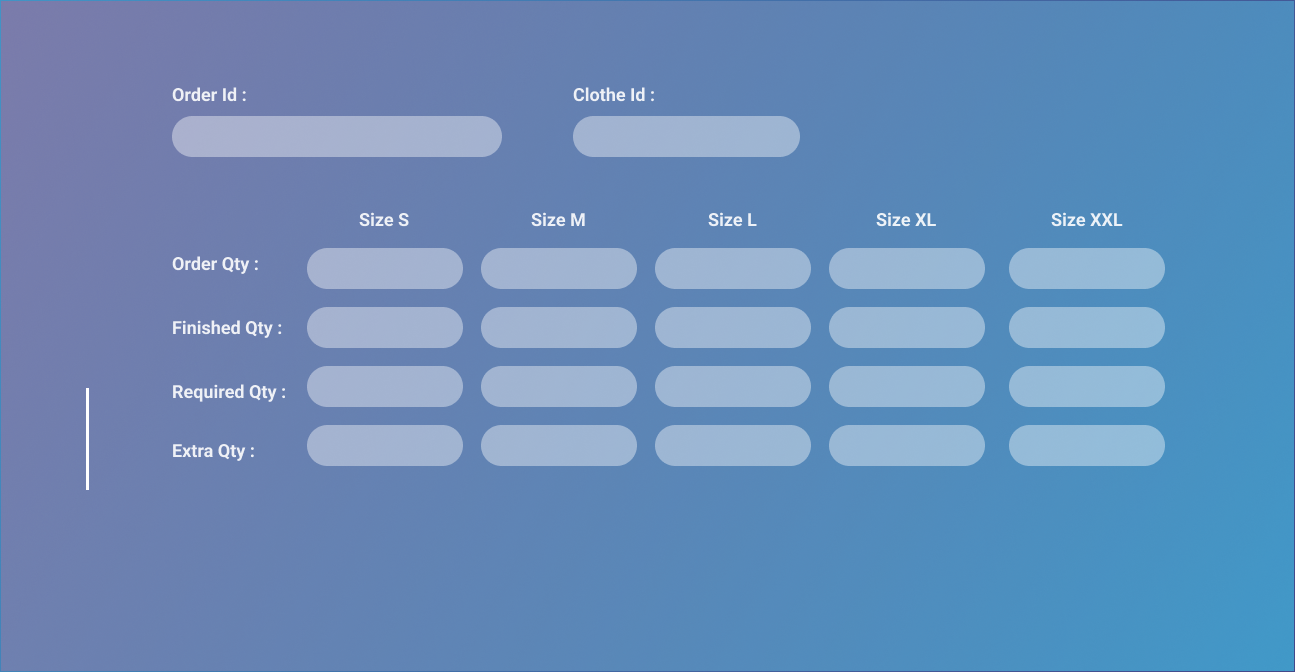 Order Id : Clothe Id :
Size S Size M Size L Size XL Size XXL
Order Qty :
Finished Qty :
Required Qty :
Extra Qty :